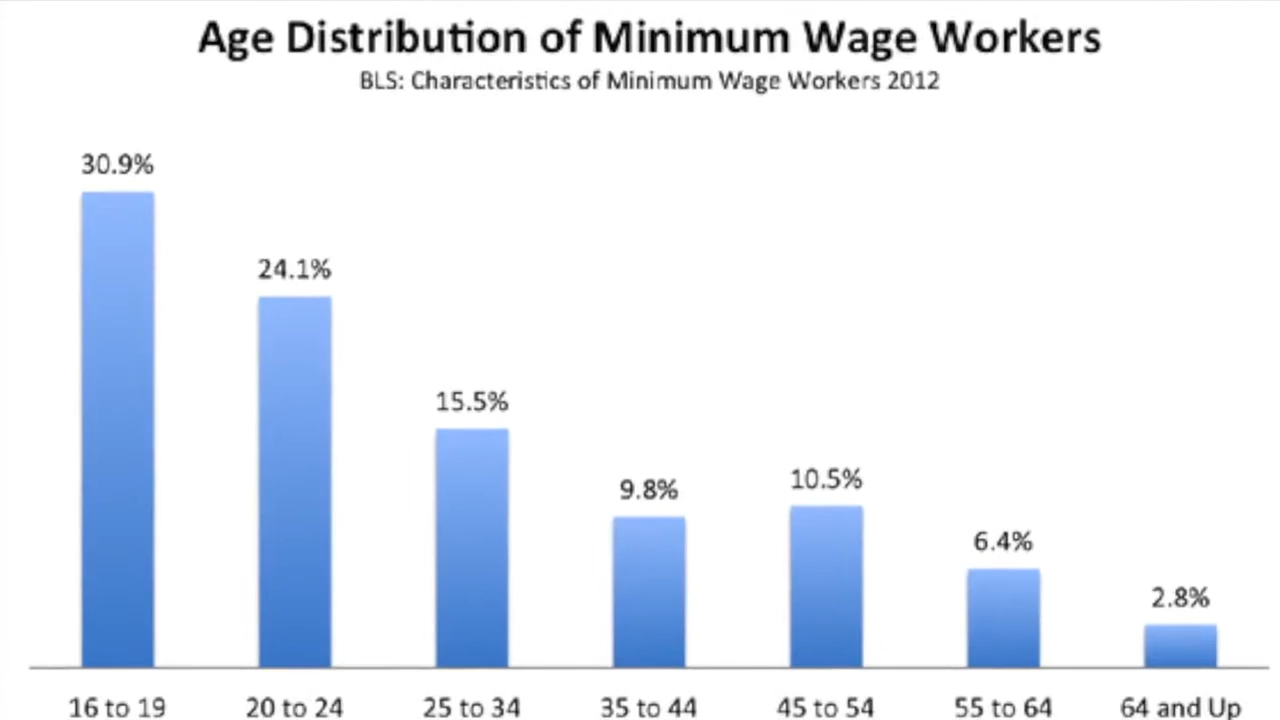 Age Distribution of Minimum Wage Workers
BLS: Characteristics of Minimum Wage Workers 2012
30.9%
24.1%
15.5%
9.8%
10.5%
6.4%
2.8%
16 to 19
20 to 24
25 to 34
35 to 44
45 to 54
55 to 64
64 and Up